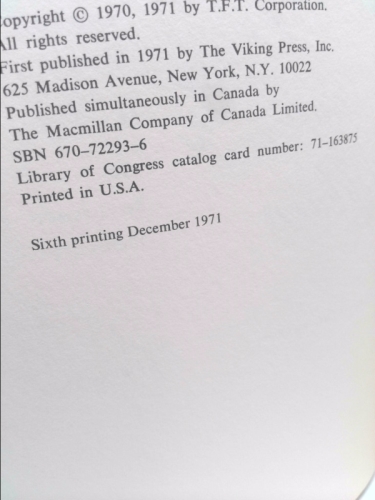 opyright © 1970, 1971 by T.F.T. Corporation.
All rights reserved.
First published in 1971 by The Viking Press, Inc.
625 Madison Avenue, New York, N.Y. 10022
Published simultaneously in Canada by
The Macmillan Company of Canada Limited.
SBN 670–72293–6
Library of Congress catalog card number: 71–163875
Printed in U.S.A.
Sixth printing December 1971